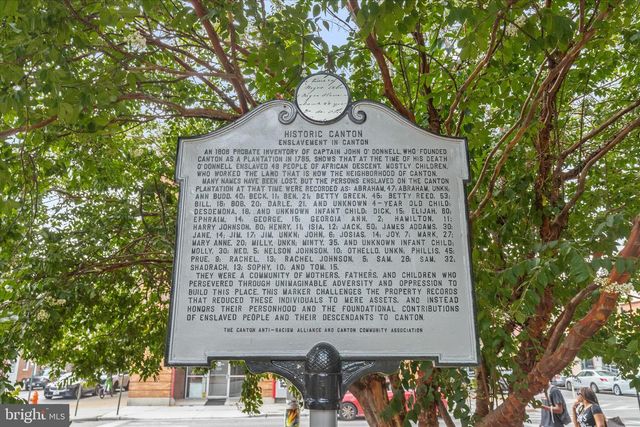 HISTORIC CANTON
ENSLAVEMENT IN CANTON
AN 1808 PROBATE INVENTORY OF CAPTAIN JOHN O'DONNELL, WHO FOUNDED
CANTON AS A PLANTATION IN 1785, SHOWS THAT AT THE TIME OF HIS DEATH
O'DONNELL ENSLAVED 48 PEOPLE OF AFRICAN DESCENT, MOSTLY CHILDREN,
WHO WORKED THE LAND THAT IS NOW THE NEIGHBORHOOD OF CANTON.
MANY NAMES HAVE BEEN LOST, BUT THE PERSONS ENSLAVED ON THE CANTON
PLANTATION AT THAT TIME WERE RECORDED AS: ABRAHAM, 47; ABRAHAM, UNKN;
ANN BUDD, 40; BECK, 11; BEN, 21; BETTY GREEN, 45; BETTY REED, 53;
BILL, 16; BOB, 20; DARLE, 21, AND UNKNOWN 4-YEAR OLD CHILD;
DESDEMONA, 18, AND UNKNOWN INFANT CHILD; DICK, 15; ELIJAH, 60;
EPHRAIM, 14; GEORGE, 15; GEORGIA ANN, 2; HAMILTON, 11;
HARRY JOHNSON, 60; HENRY, 11; ISIA, 12; JACK, 50; JAMES ADDAMS, 30;
JANE, 14; JIM, 17; JIM, UNKN; JOHN, 6; JOSIAS, 14; JOY, 7; MARK, 27;
MARY ANNE, 20; MILLY, UNKN; MINTY, 35, AND UNKNOWN INFANT CHILD;
MOLLY, 30; NED, 5; NELSON JOHNSON, 10; OTHELLO, UNKN; PHILLIS, 45;
PRUE, 9; RACHEL, 13; RACHEL JOHNSON, 5; SAM, 28; SAM, 32;
SHADRACH, 13; SOPHY, 10; AND TOM, 15.
THEY WERE A COMMUNITY OF MOTHERS, FATHERS, AND CHILDREN WHO
PERSEVERED THROUGH UNIMAGINABLE ADVERSITY AND OPPRESSION TO
BUILD THIS PLACE. THIS MARKER CHALLENGES THE PROPERTY RECORDS
THAT REDUCED THESE INDIVIDUALS TO MERE ASSETS, AND INSTEAD
HONORS THEIR PERSONHOOD AND THE FOUNDATIONAL CONTRIBUTIONS
OF ENSLAVED PEOPLE AND THEIR DESCENDANTS TO CANTON.
THE CANTON ANTI-RACISM ALLIANCE AND CANTON COMMUNITY ASSOCIATION
BRIGHT MLS